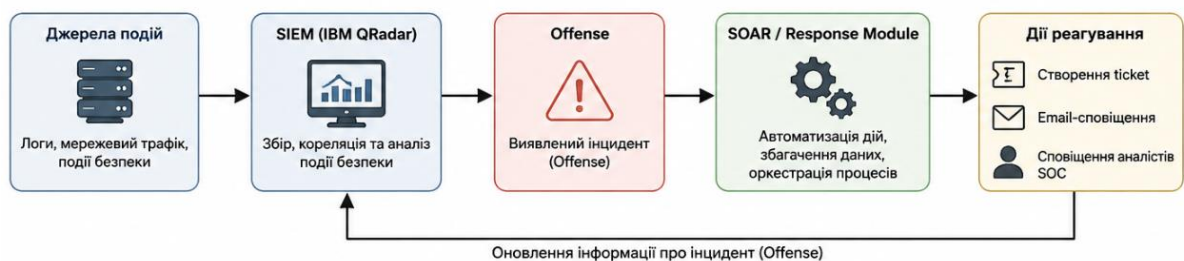 Джерела подій
Логи, мережевий трафік,
події безпеки
SIEM (IBM QRadar)
Збір, кореляція та аналіз
події безпеки
Offense
Виявлений інцидент
(Offense)
SOAR / Response Module
Автоматизація дій,
збагачення даних,
оркестрація процесів
Дії реагування
Створення ticket
Email-сповіщення
Сповіщення аналістів
SOC
Оновлення інформації про інцидент (Offense)